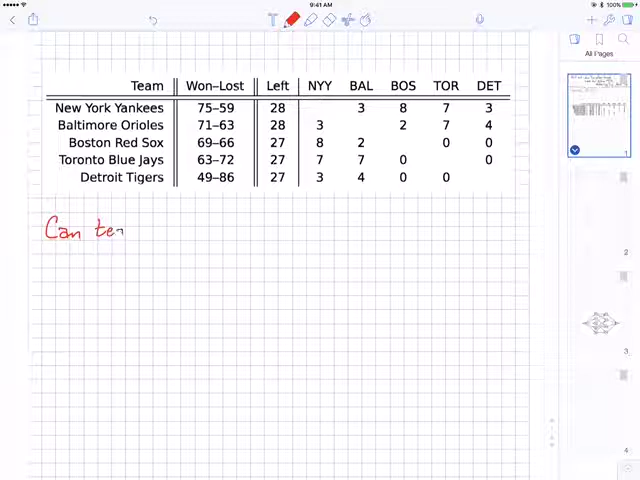 9:41 AM
100%
All Pages
Team Won–Lost Left NYY BAL BOS TOR DET
New York Yankees 75–59 28 3 8 7 3
Baltimore Orioles 71–63 28 3 2 7 4
Boston Red Sox 69–66 27 8 2 0 0
Toronto Blue Jays 63–72 27 7 7 0 0
Detroit Tigers 49–86 27 3 4 0 0
Can te
1
2
3
4